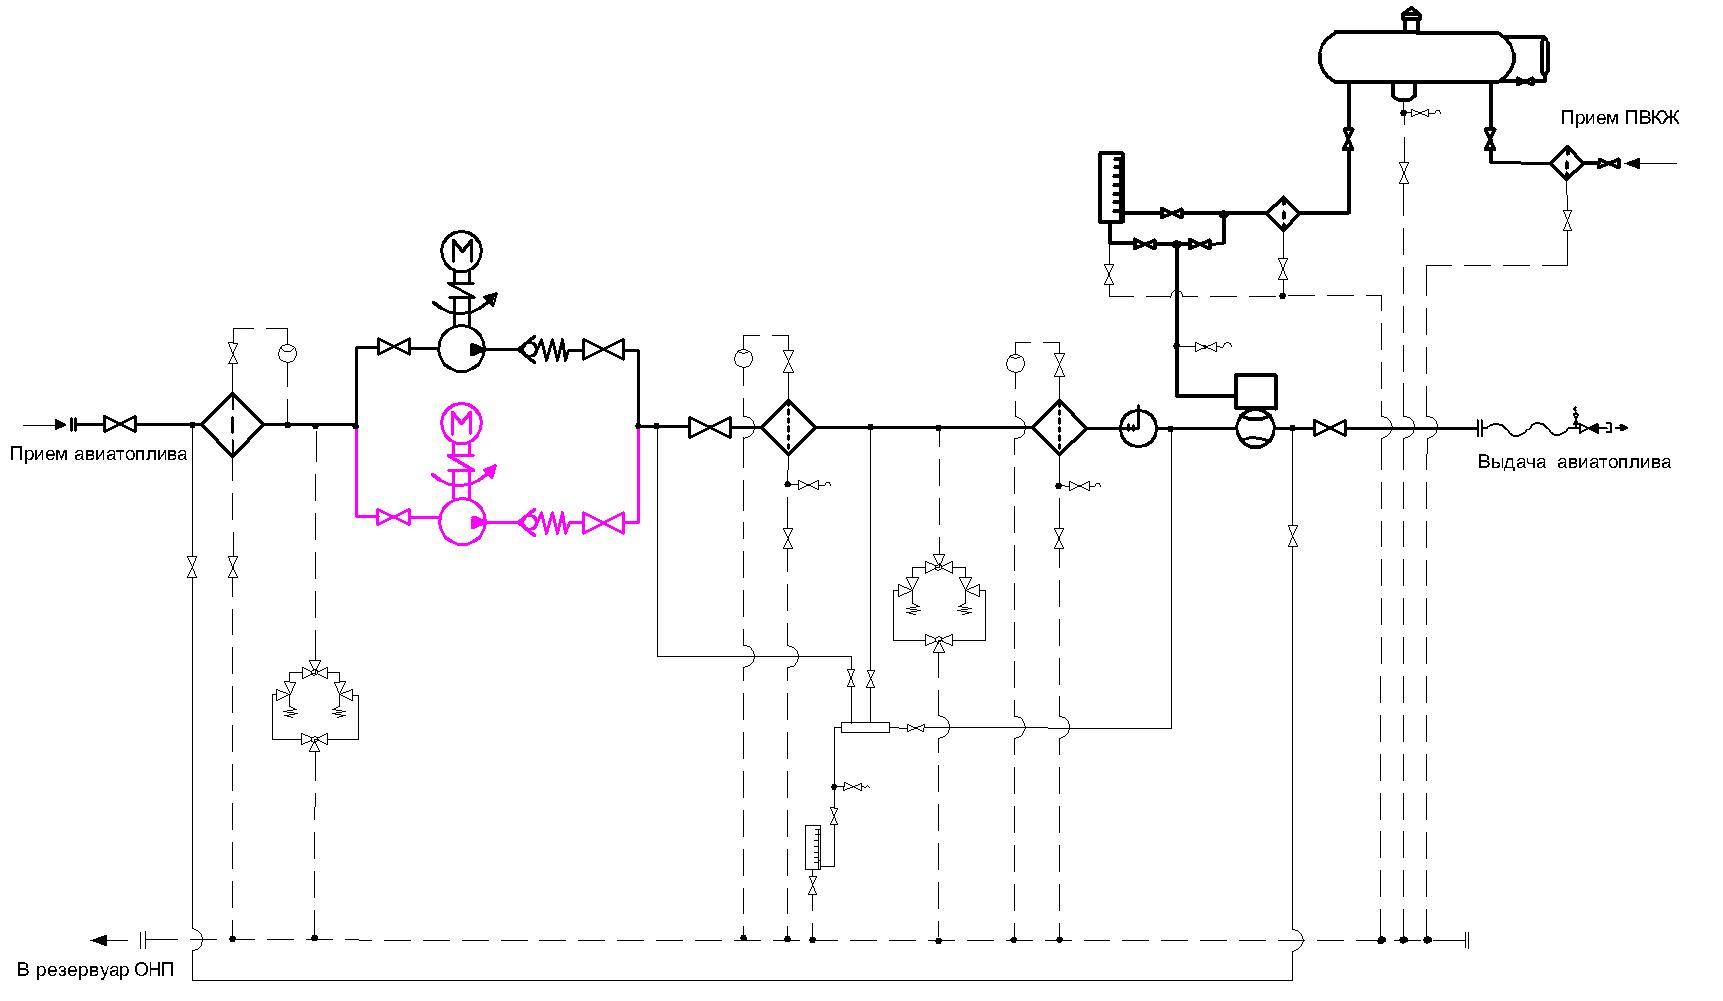 Прием ПВКЖ
M
M
Прием авиатоплива
Выдача авиатоплива
В резервуар ОНП